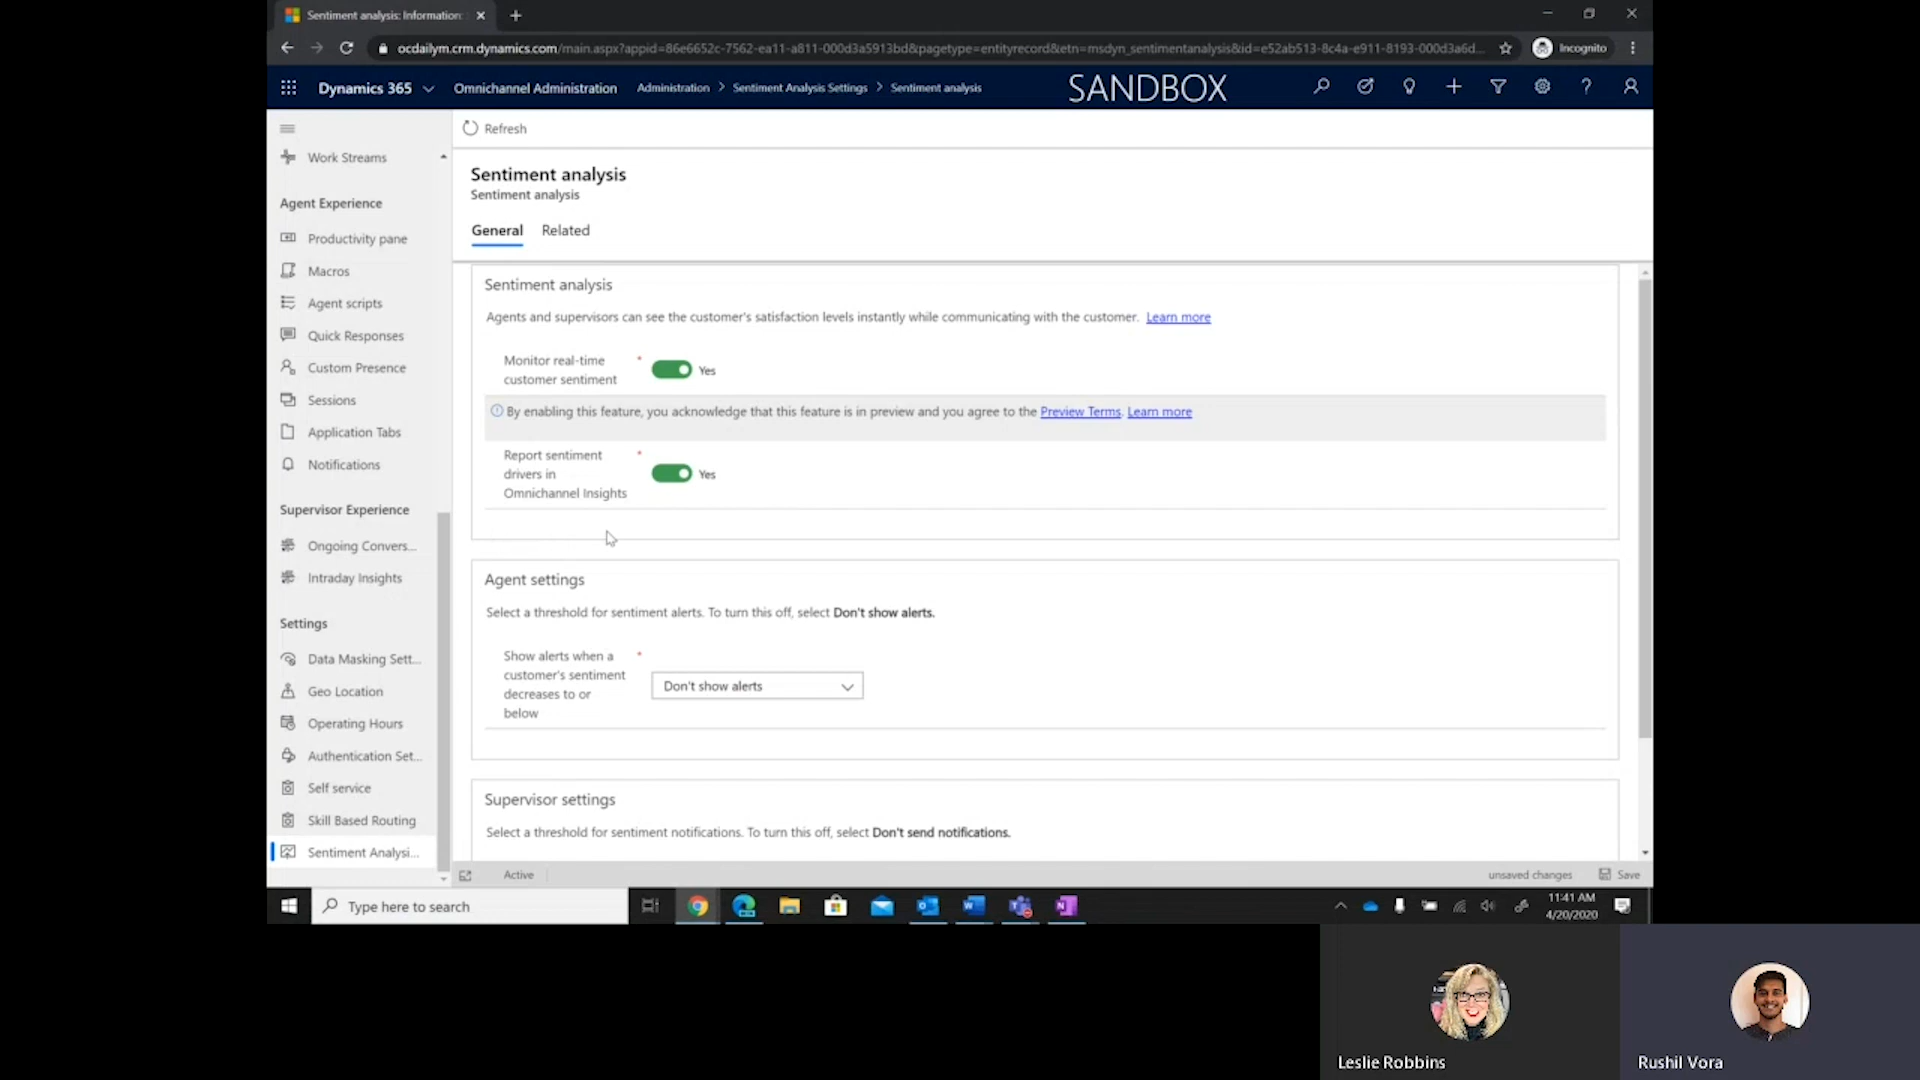 Sentiment analysis: Information:
ocdailym.crm.dynamics.com/main.aspx?appid=86e6652c-7562-ea11-a811-000d3a5913bd&pagetype=entityrecord&etn=msdyn_sentimentanalysis&id=e52ab513-8c4a-e911-8193-000d3a6d...
Incognito
Dynamics 365
Omnichannel Administration
Administration > Sentiment Analysis Settings > Sentiment analysis
SANDBOX
Refresh
Work Streams
Agent Experience
Productivity pane
Macros
Agent scripts
Quick Responses
Custom Presence
Sessions
Application Tabs
Notifications
Supervisor Experience
Ongoing Convers...
Intraday Insights
Settings
Data Masking Sett...
Geo Location
Operating Hours
Authentication Set...
Self service
Skill Based Routing
Sentiment Analysi...
Sentiment analysis
Sentiment analysis
General Related
Sentiment analysis
Agents and supervisors can see the customer's satisfaction levels instantly while communicating with the customer. Learn more
Monitor real-time
customer sentiment
* Yes
By enabling this feature, you acknowledge that this feature is in preview and you agree to the Preview Terms. Learn more
Report sentiment
drivers in
Omnichannel Insights
* Yes
Agent settings
Select a threshold for sentiment alerts. To turn this off, select Don't show alerts.
Show alerts when a
customer's sentiment
decreases to or
below
* Don't show alerts
Supervisor settings
Select a threshold for sentiment notifications. To turn this off, select Don't send notifications.
Active
unsaved changes
Save
Type here to search
11:41 AM
4/20/2020
Leslie Robbins
Rushil Vora